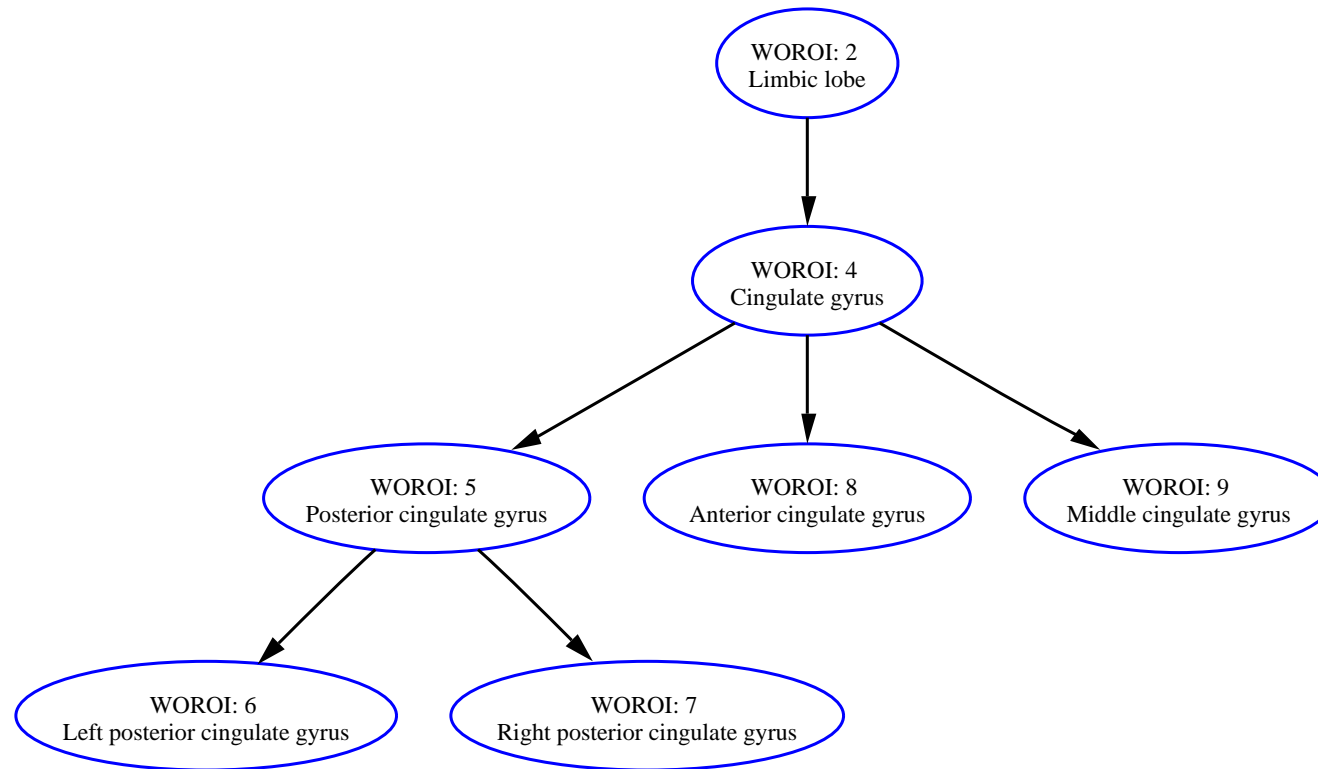 WOROI: 2
Limbic lobe
WOROI: 4
Cingulate gyrus
WOROI: 5
Posterior cingulate gyrus
WOROI: 8
Anterior cingulate gyrus
WOROI: 9
Middle cingulate gyrus
WOROI: 6
Left posterior cingulate gyrus
WOROI: 7
Right posterior cingulate gyrus